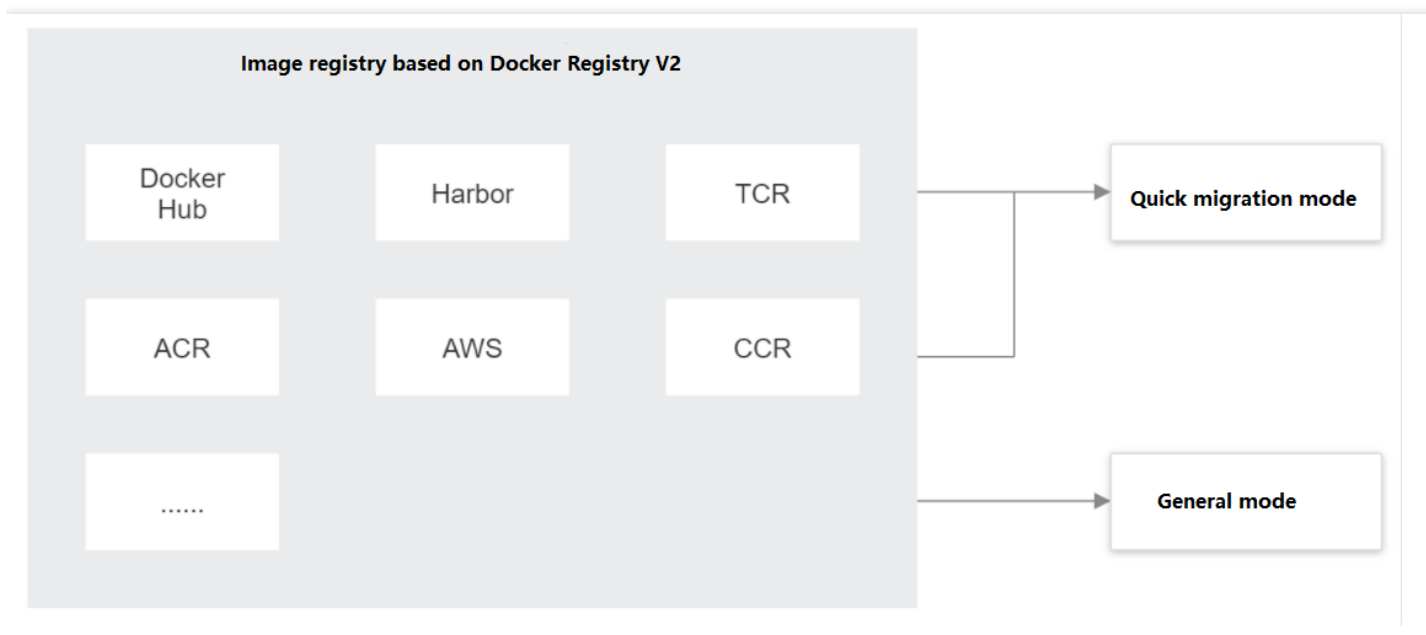 Image registry based on Docker Registry V2
Docker
Hub
Harbor
TCR
Quick migration mode
ACR
AWS
CCR
......
General mode